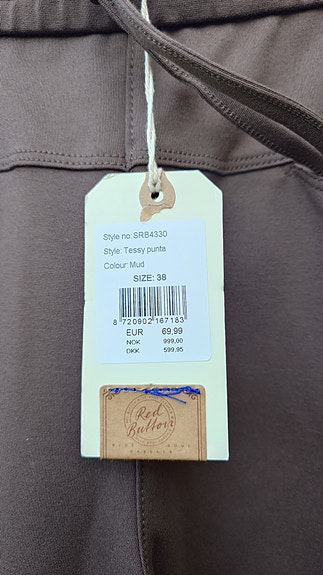 Style no: SRB4330
Style: Tessy punta
Colour: Mud
SIZE: 38
8 720902 167183
EUR 69,99
NOK 999,00
DKK 599,95
Red
Button